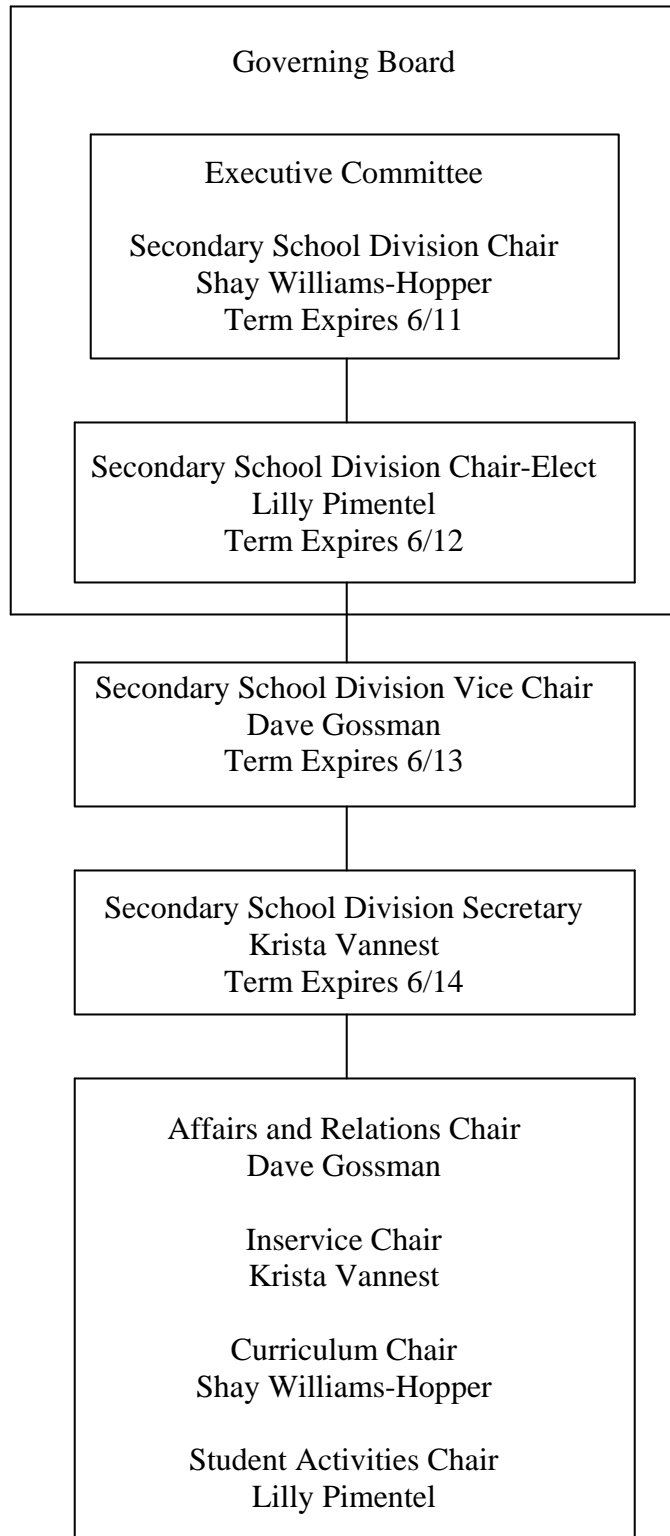 Governing Board
Executive Committee
Secondary School Division Chair
Shay Williams-Hopper
Term Expires 6/11
Secondary School Division Chair-Elect
Lilly Pimentel
Term Expires 6/12
Secondary School Division Vice Chair
Dave Gossman
Term Expires 6/13
Secondary School Division Secretary
Krista Vannest
Term Expires 6/14
Affairs and Relations Chair
Dave Gossman
Inservice Chair
Krista Vannest
Curriculum Chair
Shay Williams-Hopper
Student Activities Chair
Lilly Pimentel